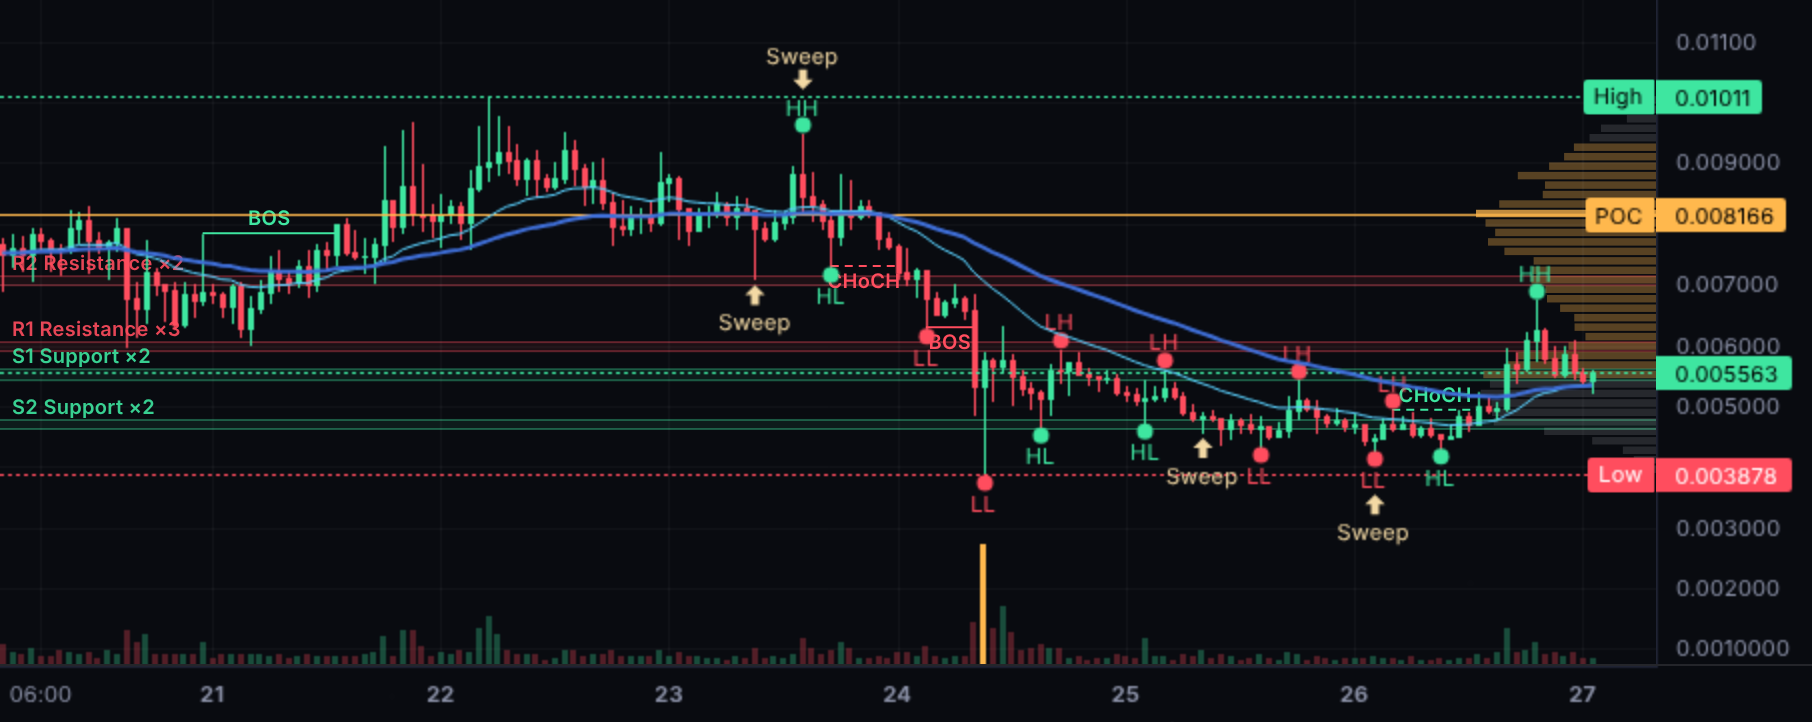 Sweep
HH
BOS
R2 Resistance ×2
CHoCH
HL
Sweep
R1 Resistance ×3
BOS
LL
S1 Support ×2
S2 Support ×2
LL
LH
HL
LH
HL
Sweep
LL
LH
LH
CHoCH
LL
Sweep
HL
HH
0.01100
High 0.01011
0.009000
POC 0.008166
0.007000
0.006000
0.005563
0.005000
Low 0.003878
0.003000
0.002000
0.0010000
06:00 21 22 23 24 25 26 27